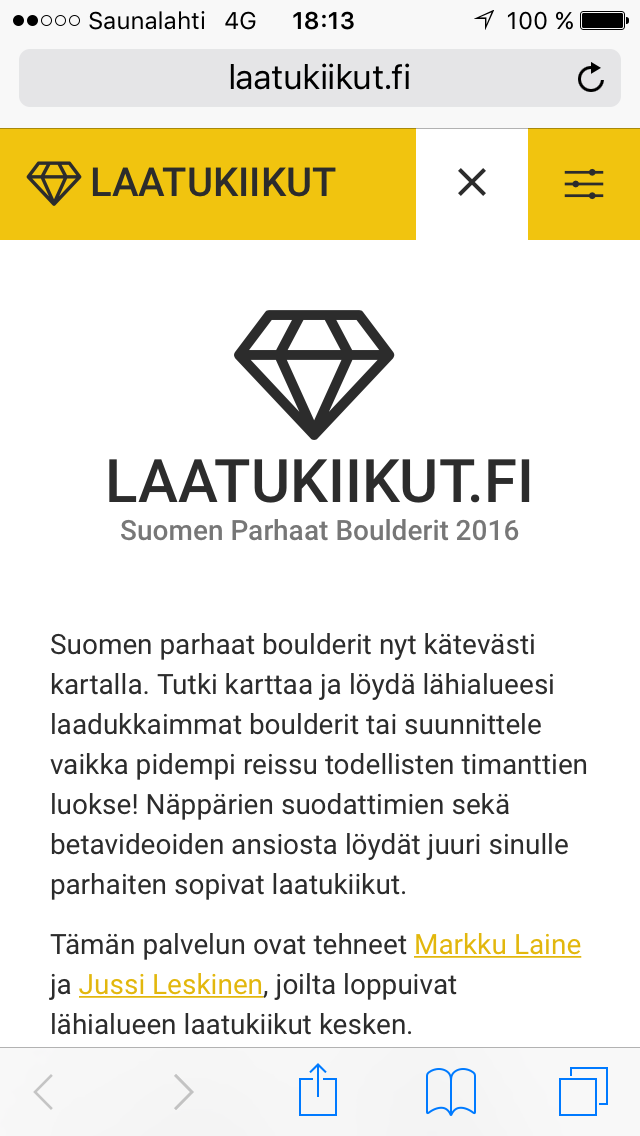 Saunalahti 4G 18:13 100 %
laatukiikut.fi
LAATUKIIKUT
LAATUKIIKUT.FI
Suomen Parhaat Boulderit 2016
Suomen parhaat boulderit nyt kätevästi
kartalla. Tutki karttaa ja löydä lähialueesi
laadukkaimmat boulderit tai suunnittele
vaikka pidempi reissu todellisten timanttien
luokse! Näppärien suodattimien sekä
betavideoiden ansiosta löydät juuri sinulle
parhaiten sopivat laatukiikut.
Tämän palvelun ovat tehneet Markku Laine
ja Jussi Leskinen, joilta loppuivat
lähialueen laatukiikut kesken.